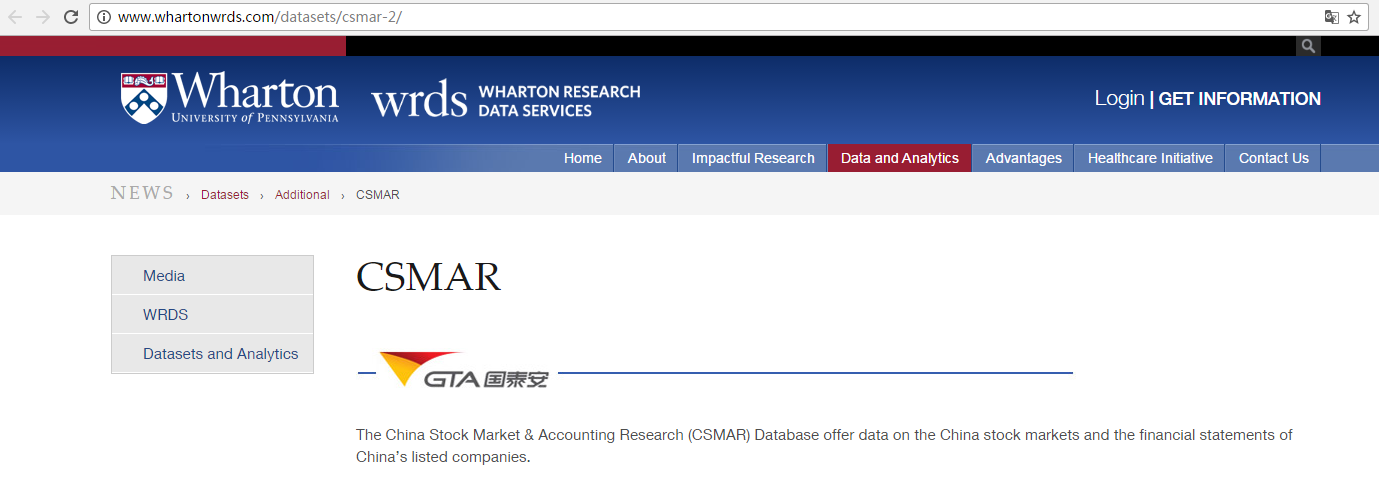 www.whartonwrds.com/datasets/csmar-2/
Wharton
UNIVERSITY of PENNSYLVANIA
wrds
WHARTON RESEARCH
DATA SERVICES
Login | GET INFORMATION
Home About Impactful Research Data and Analytics Advantages Healthcare Initiative Contact Us
NEWS › Datasets › Additional › CSMAR
Media
WRDS
Datasets and Analytics
CSMAR
GTA 国泰安
The China Stock Market & Accounting Research (CSMAR) Database offer data on the China stock markets and the financial statements of
China's listed companies.